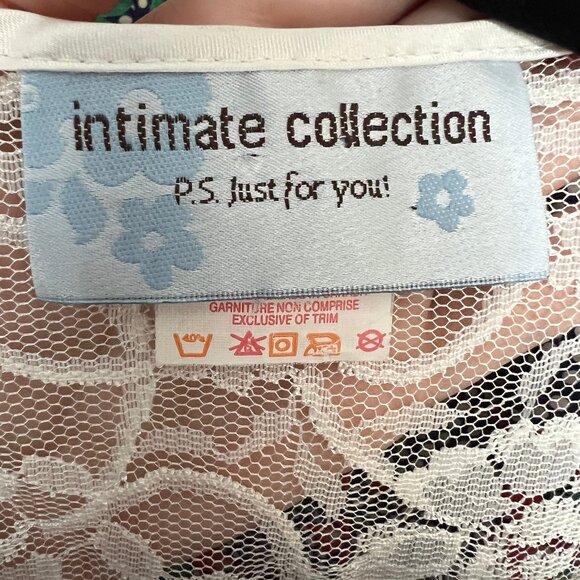 intimate collection
P.S. Just for you!
GARNITURE NON COMPRISE
EXCLUSIVE OF TRIM
40°c